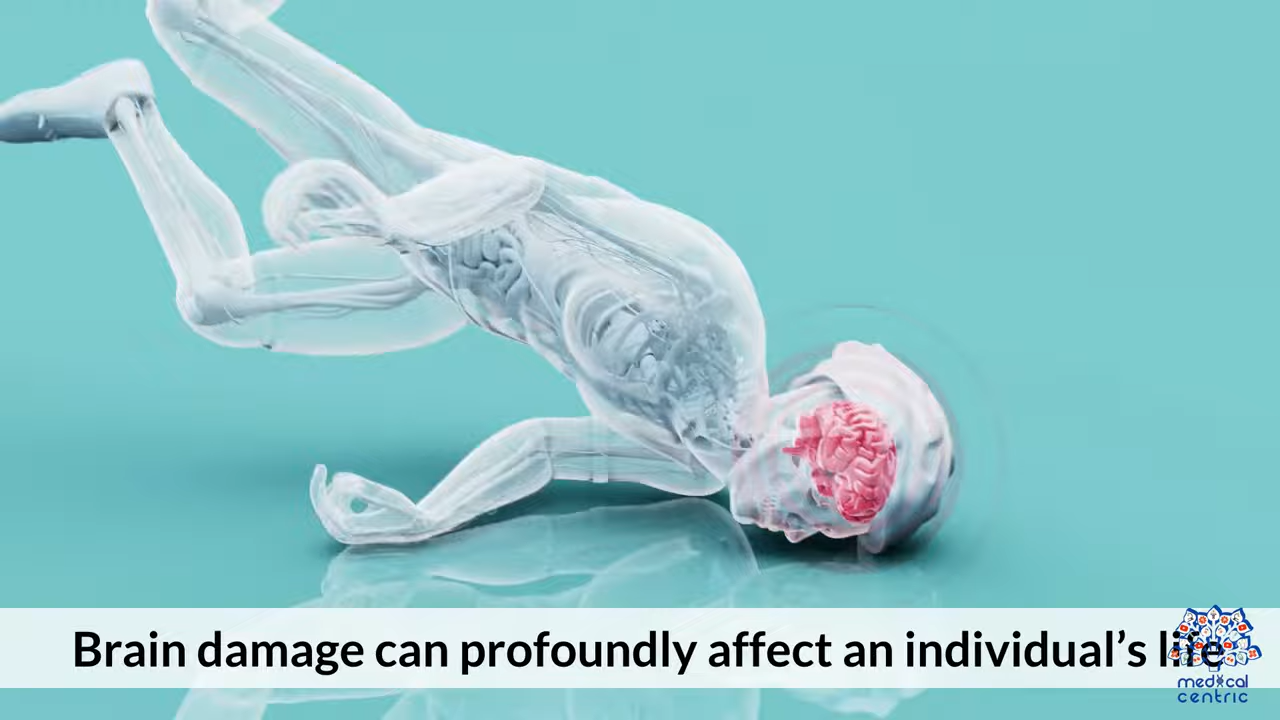 Brain damage can profoundly affect an individual’s life
medical
centric